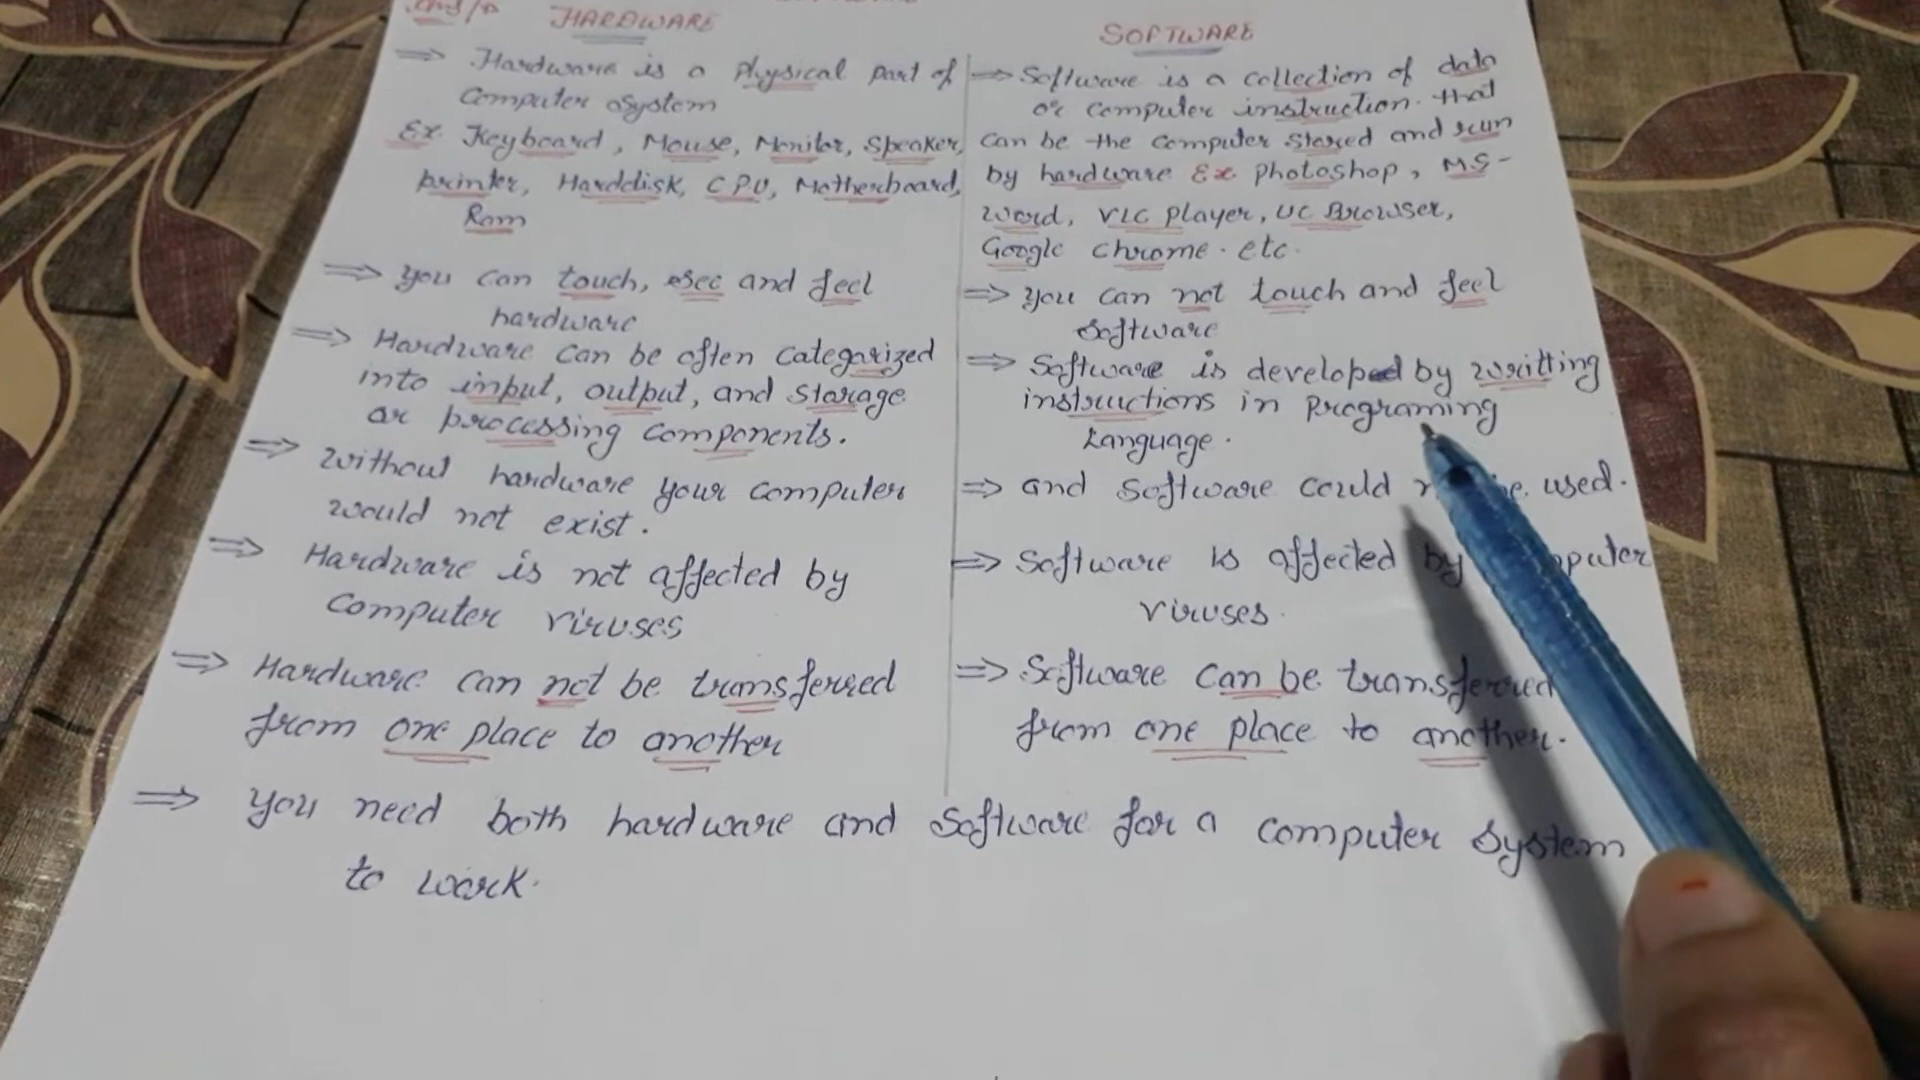 HARDWARE
⇒ Hardware is a physical part of
Computer System
Ex. Keyboard, Mouse, Monitor, Speaker,
printer, Harddisk, CPU, Motherboard,
Ram
⇒ you can touch, see and feel
hardware
⇒ Hardware can be often categorized
into input, output, and storage
or processing components.
⇒ without hardware your computer
would not exist.
⇒ Hardware is not affected by
Computer viruses
⇒ Hardware can not be transferred
from one place to another
SOFTWARE
⇒ Software is a collection of data
or computer instruction. that
can be the computer stored and run
by hardware Ex. photoshop, MS-
word, VLC player, UC Browser,
Google chrome. etc.
⇒ you can not touch and feel
Software
⇒ Software is developed by writting
instructions in Programing
Language.
⇒ and software could used.
⇒ Software is affected by
viruses.
⇒ Software can be transferred
from one place to another.
⇒ you need both hardware and software for a computer system
to work.